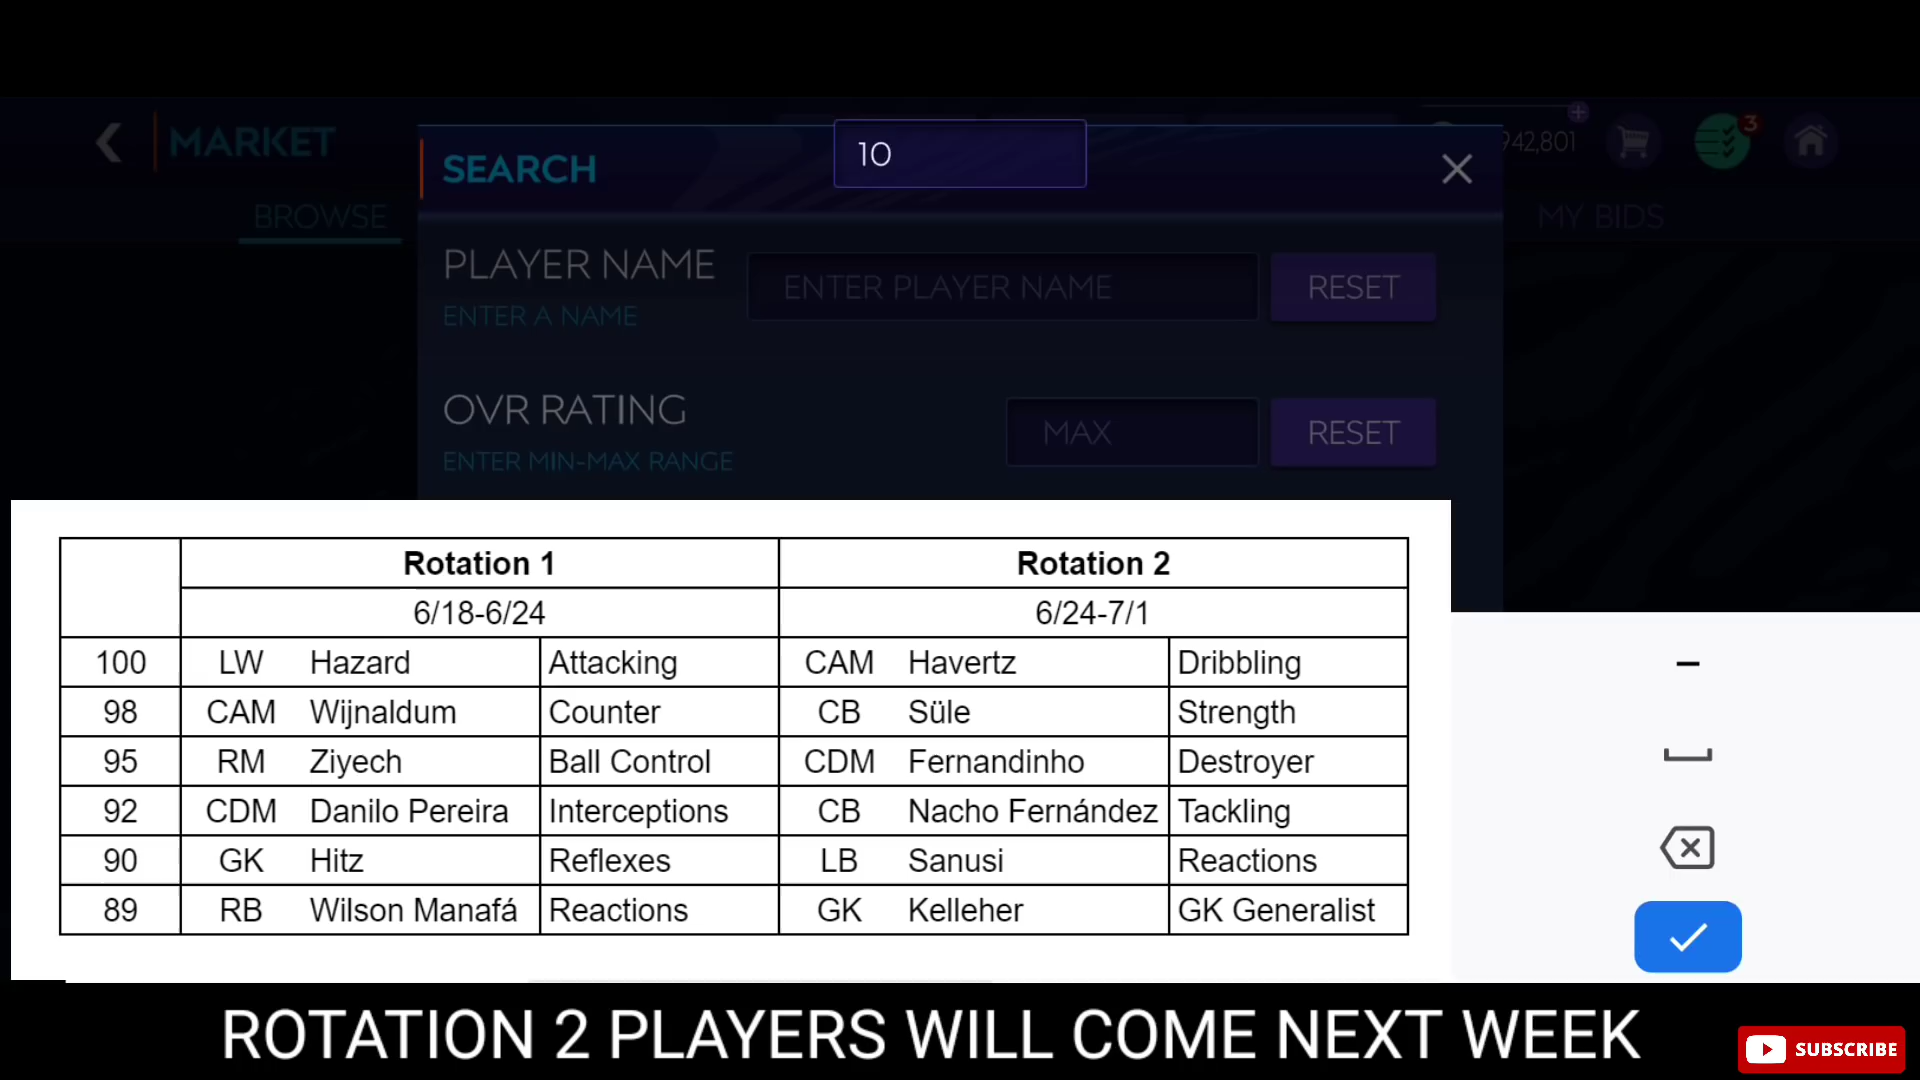 MARKET
SEARCH
10
942,801
3
BROWSE
MY BIDS
PLAYER NAME
ENTER PLAYER NAME
RESET
ENTER A NAME
OVR RATING
MAX
RESET
ENTER MIN-MAX RANGE
Rotation 1 Rotation 2
6/18-6/24 6/24-7/1
100 LW Hazard Attacking CAM Havertz Dribbling
98 CAM Wijnaldum Counter CB Süle Strength
95 RM Ziyech Ball Control CDM Fernandinho Destroyer
92 CDM Danilo Pereira Interceptions CB Nacho Fernández Tackling
90 GK Hitz Reflexes LB Sanusi Reactions
89 RB Wilson Manafá Reactions GK Kelleher GK Generalist
ROTATION 2 PLAYERS WILL COME NEXT WEEK
SUBSCRIBE